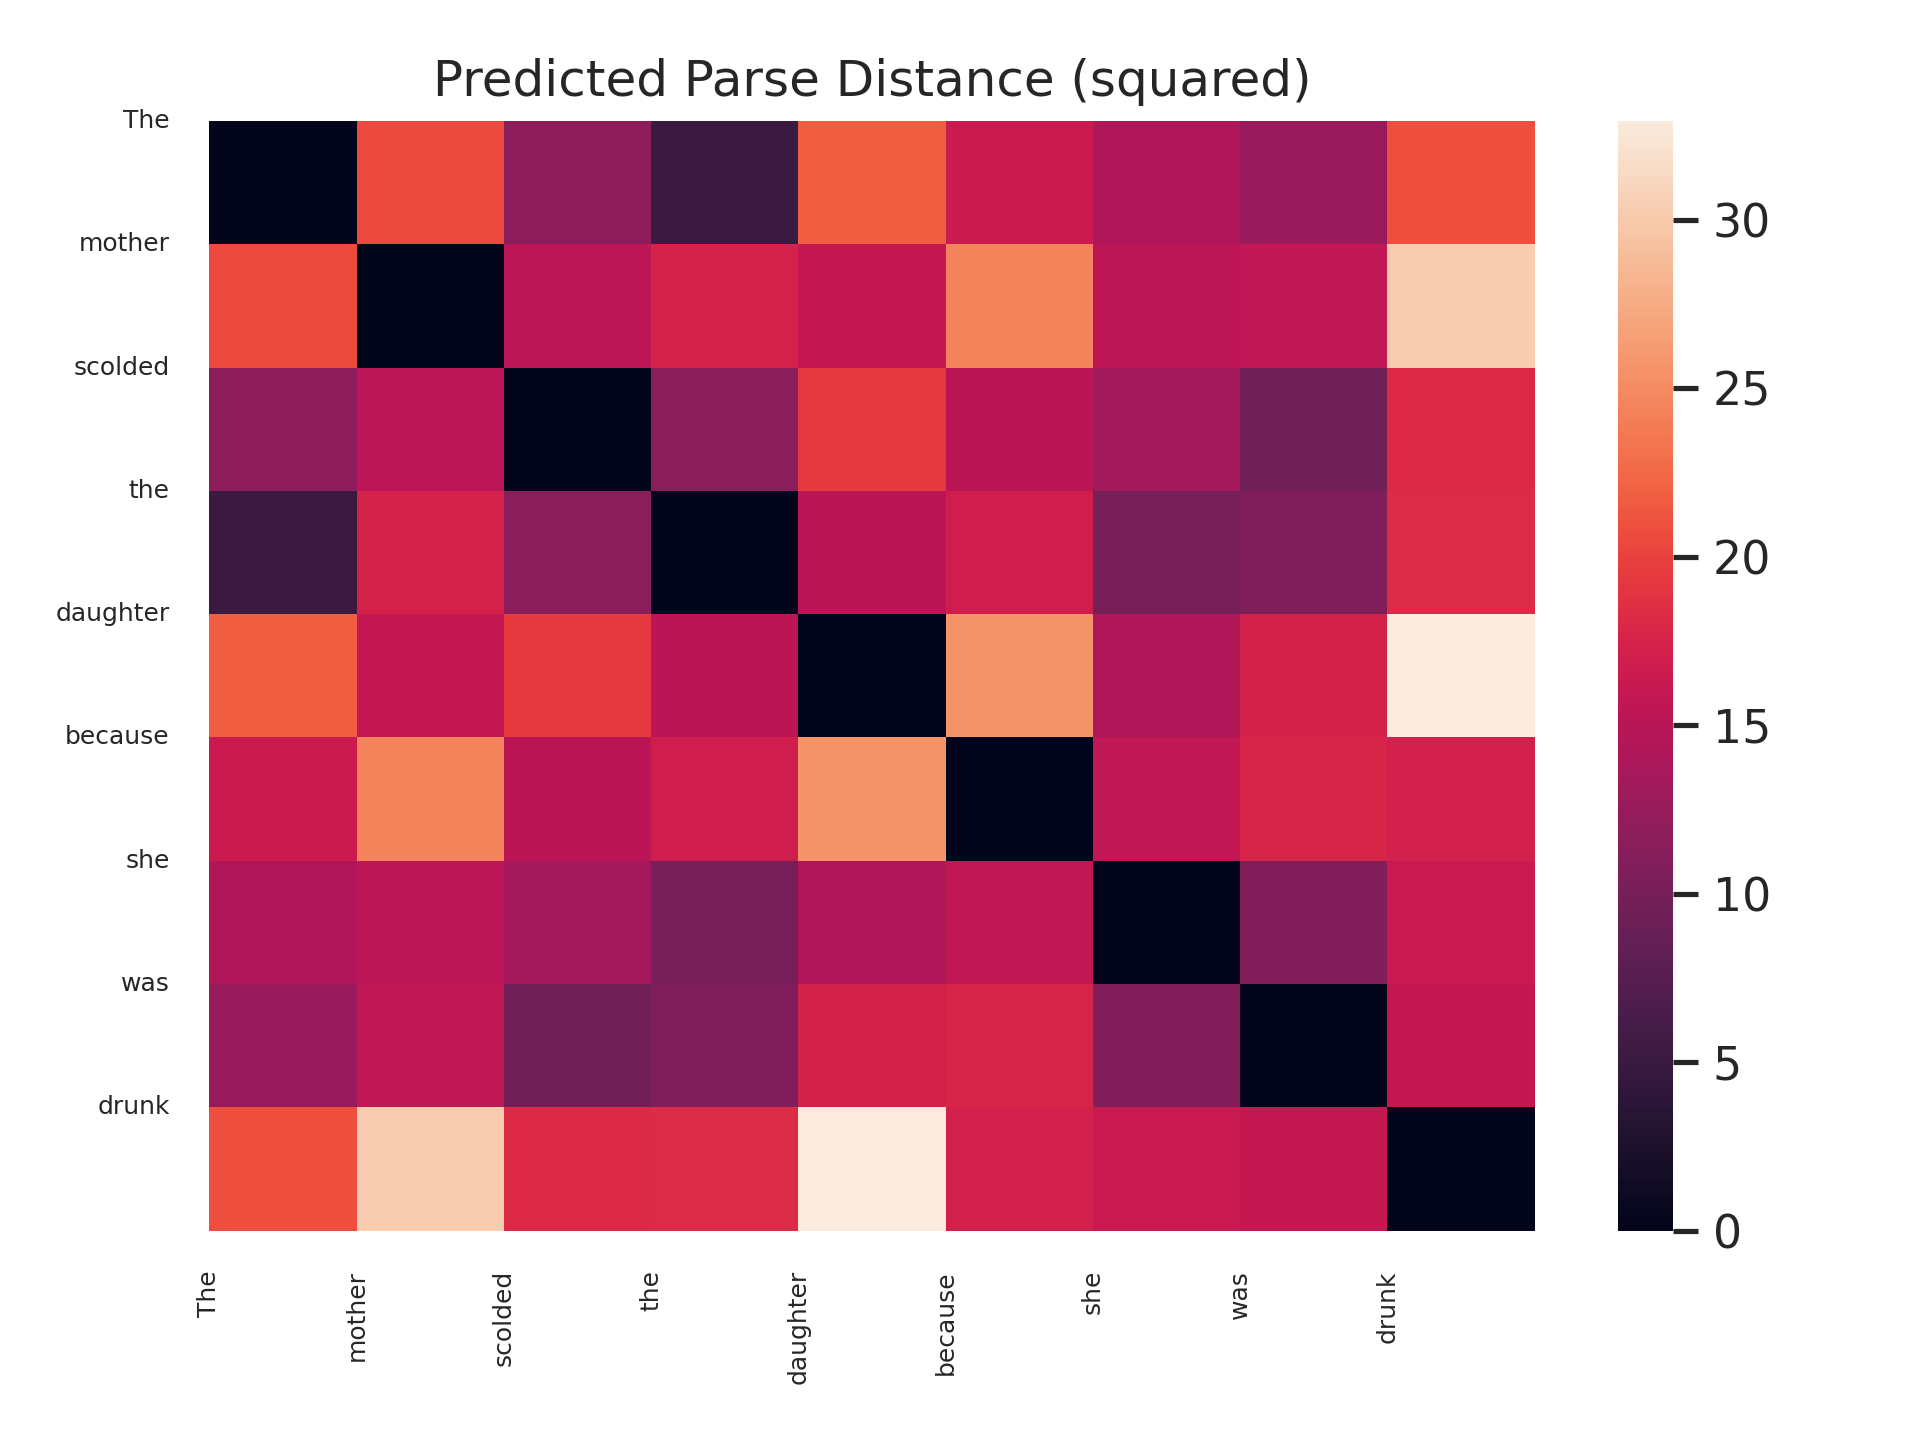 Predicted Parse Distance (squared)
The
mother
scolded
the
daughter
because
she
was
drunk
The
mother
scolded
the
daughter
because
she
was
drunk
30
25
20
15
10
5
0